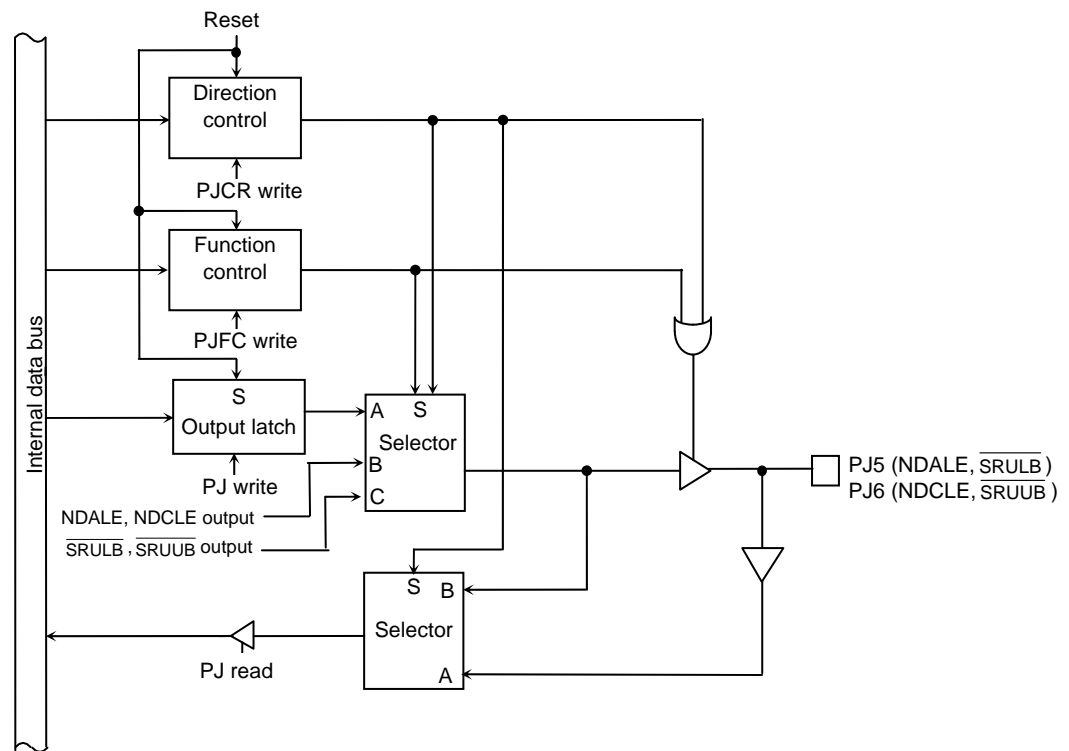 Reset
Direction
control
PJCR write
Function
control
PJFC write
Internal data bus
S
Output latch
PJ write
A
S
Selector
B
C
NDALE, NDCLE output
SRULB, SRUUB output
PJ5 (NDALE, SRULB)
PJ6 (NDCLE, SRUUB)
S
B
Selector
A
PJ read